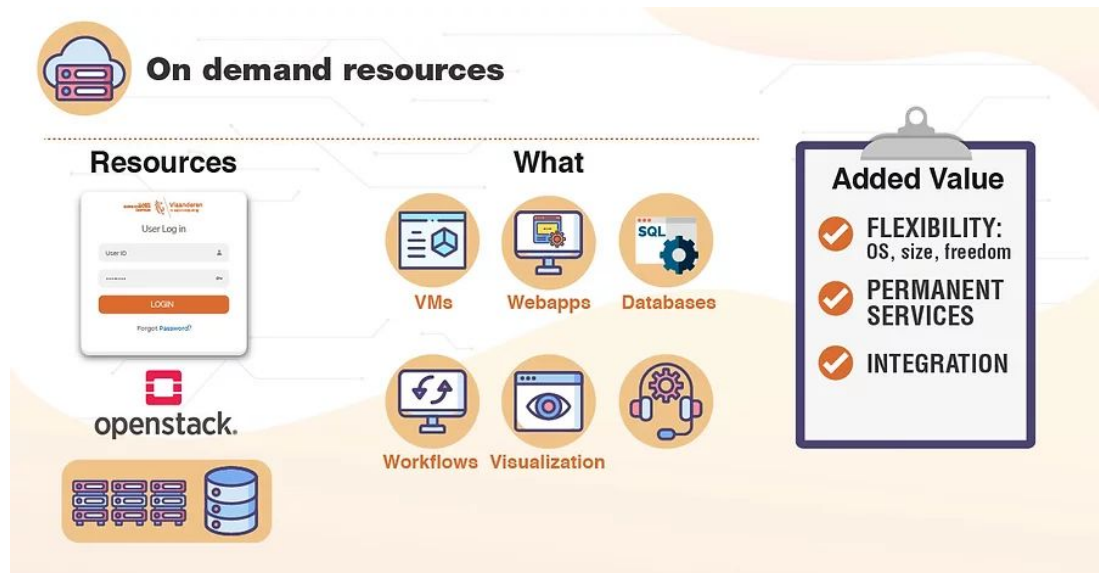 On demand resources
Resources
Vlaanderen
User Log in
User ID
LOGIN
Forgot Password?
openstack.
What
VMs
Webapps
SQL
Databases
Workflows
Visualization
Added Value
FLEXIBILITY:
OS, size, freedom
PERMANENT
SERVICES
INTEGRATION